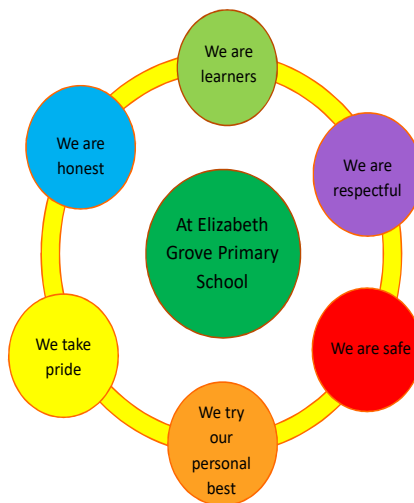 We are
learners
We are
respectful
We are safe
We try
our
personal
best
We take
pride
We are
honest
At Elizabeth
Grove Primary
School